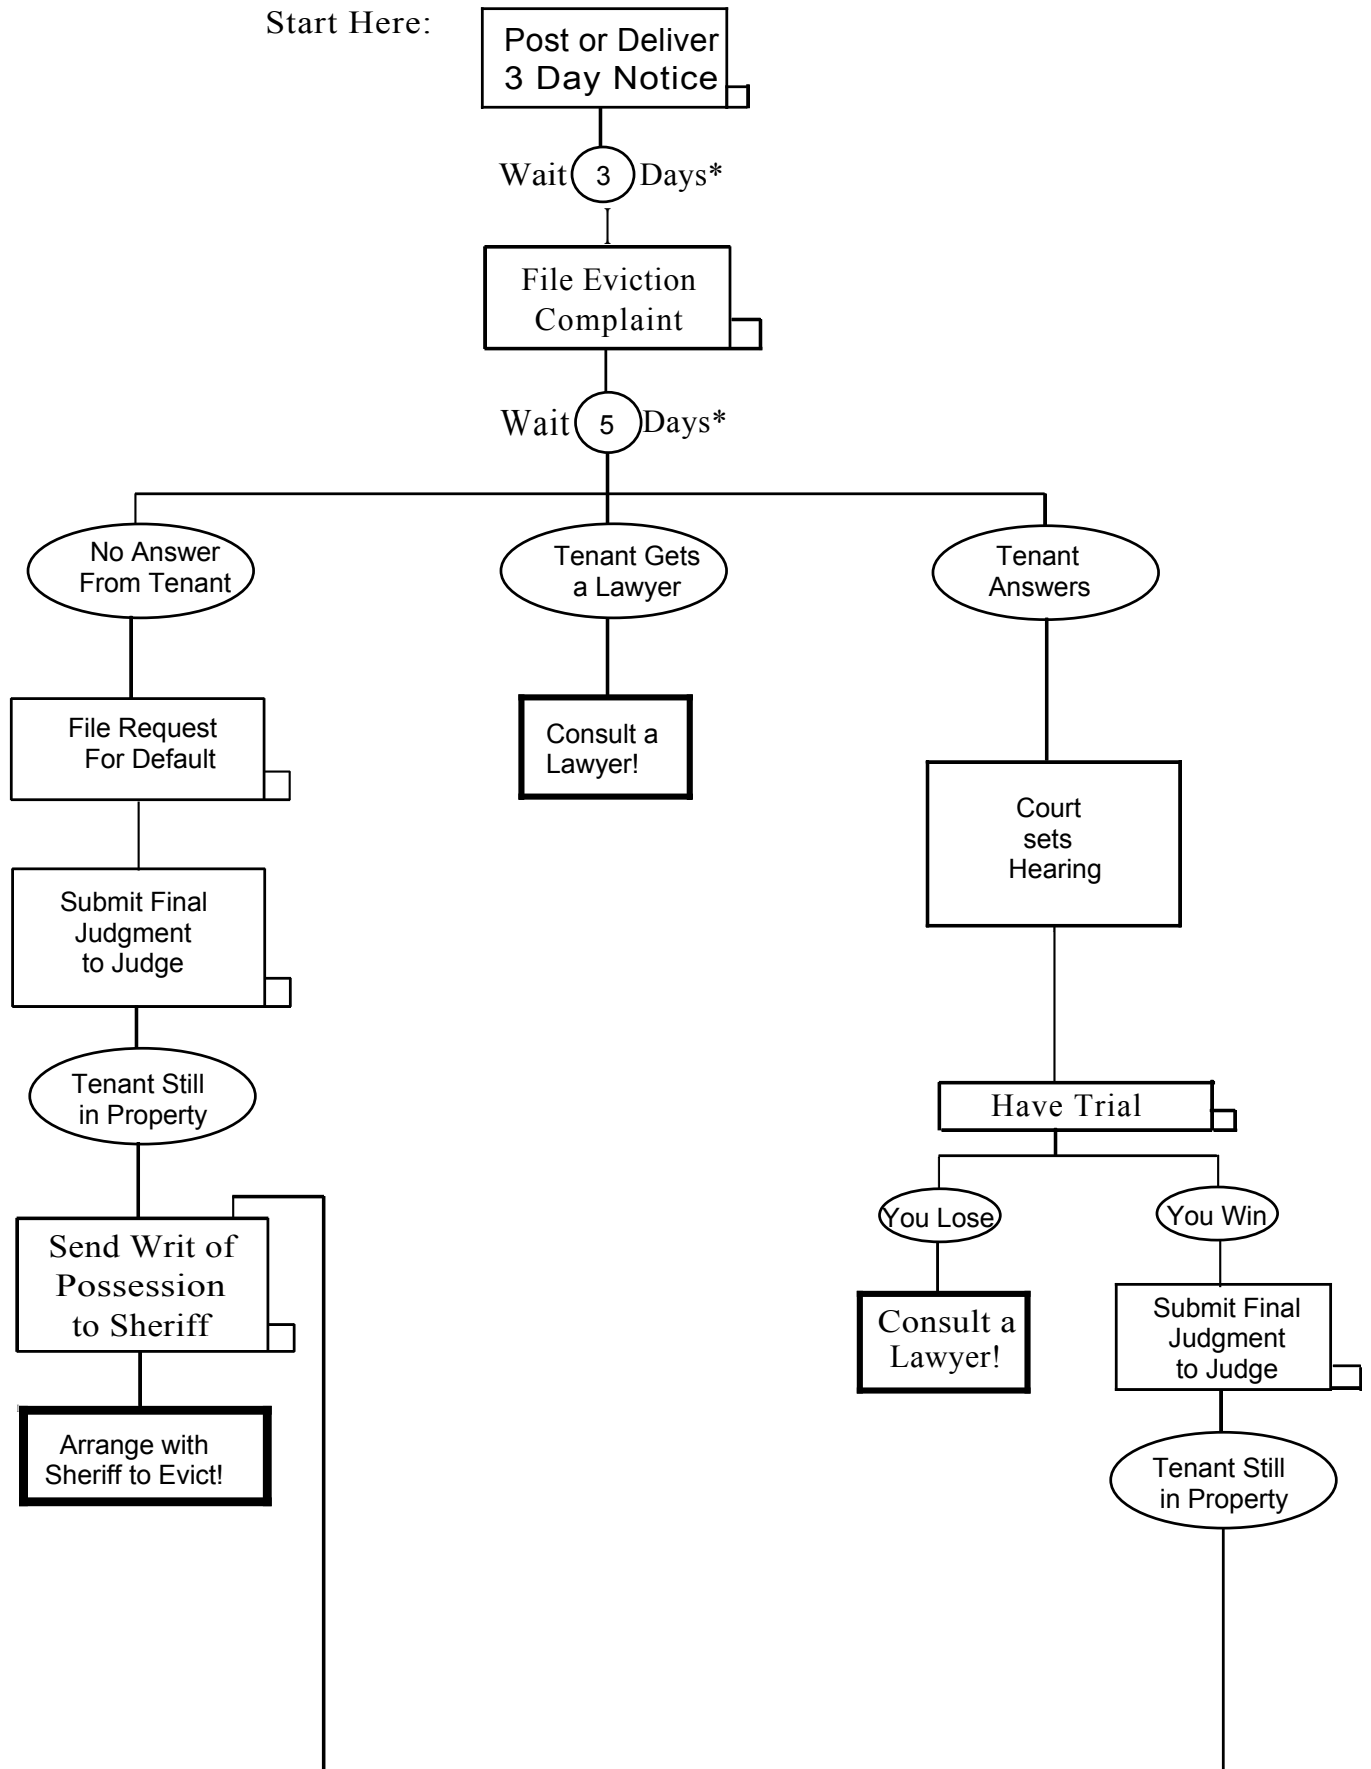 Start Here:
Post or Deliver
3 Day Notice
Wait 3 Days*
File Eviction
Complaint
Wait 5 Days*
No Answer
From Tenant
Tenant Gets
a Lawyer
Tenant
Answers
File Request
For Default
Consult a
Lawyer!
Court
sets
Hearing
Submit Final
Judgment
to Judge
Tenant Still
in Property
Have Trial
You Lose
You Win
Send Writ of
Possession
to Sheriff
Consult a
Lawyer!
Submit Final
Judgment
to Judge
Arrange with
Sheriff to Evict!
Tenant Still
in Property